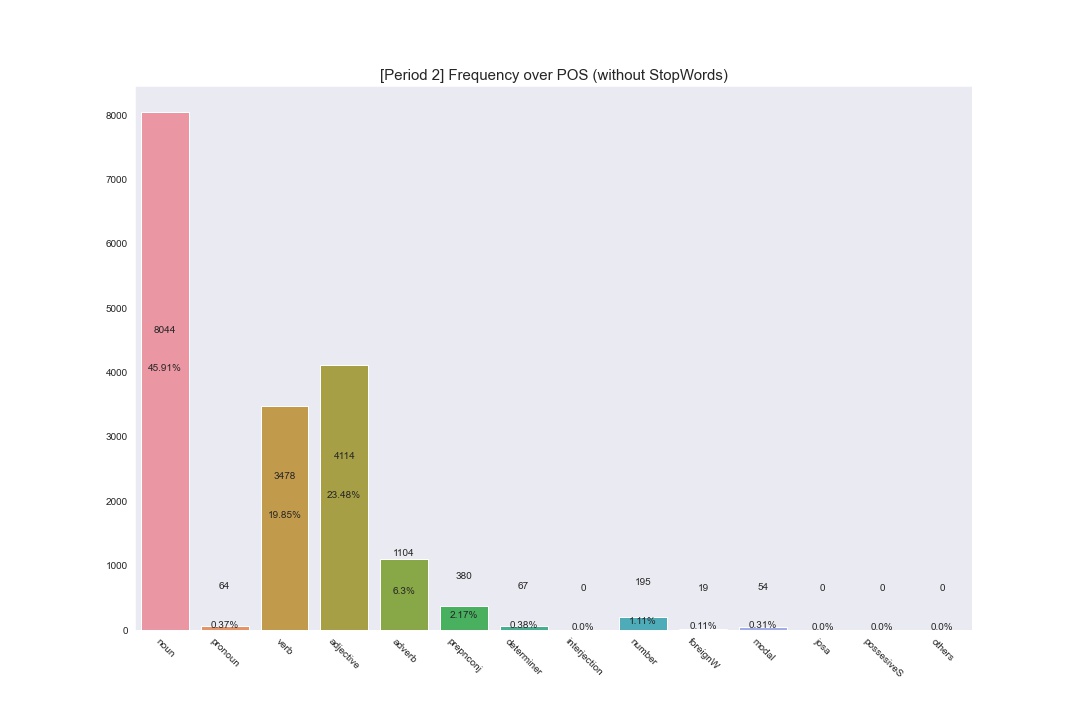 [Period 2] Frequency over POS (without StopWords)
8000
7000
6000
5000
4000
3000
2000
1000
0
8044
45.91%
64
0.37%
3478
19.85%
4114
23.48%
1104
6.3%
380
2.17%
67
0.38%
0
0.0%
195
1.11%
19
0.11%
54
0.31%
0
0.0%
0
0.0%
0
0.0%
noun
pronoun
verb
adjective
adverb
prepnconj
determiner
interjection
number
foreignW
modal
josa
possesiveS
others